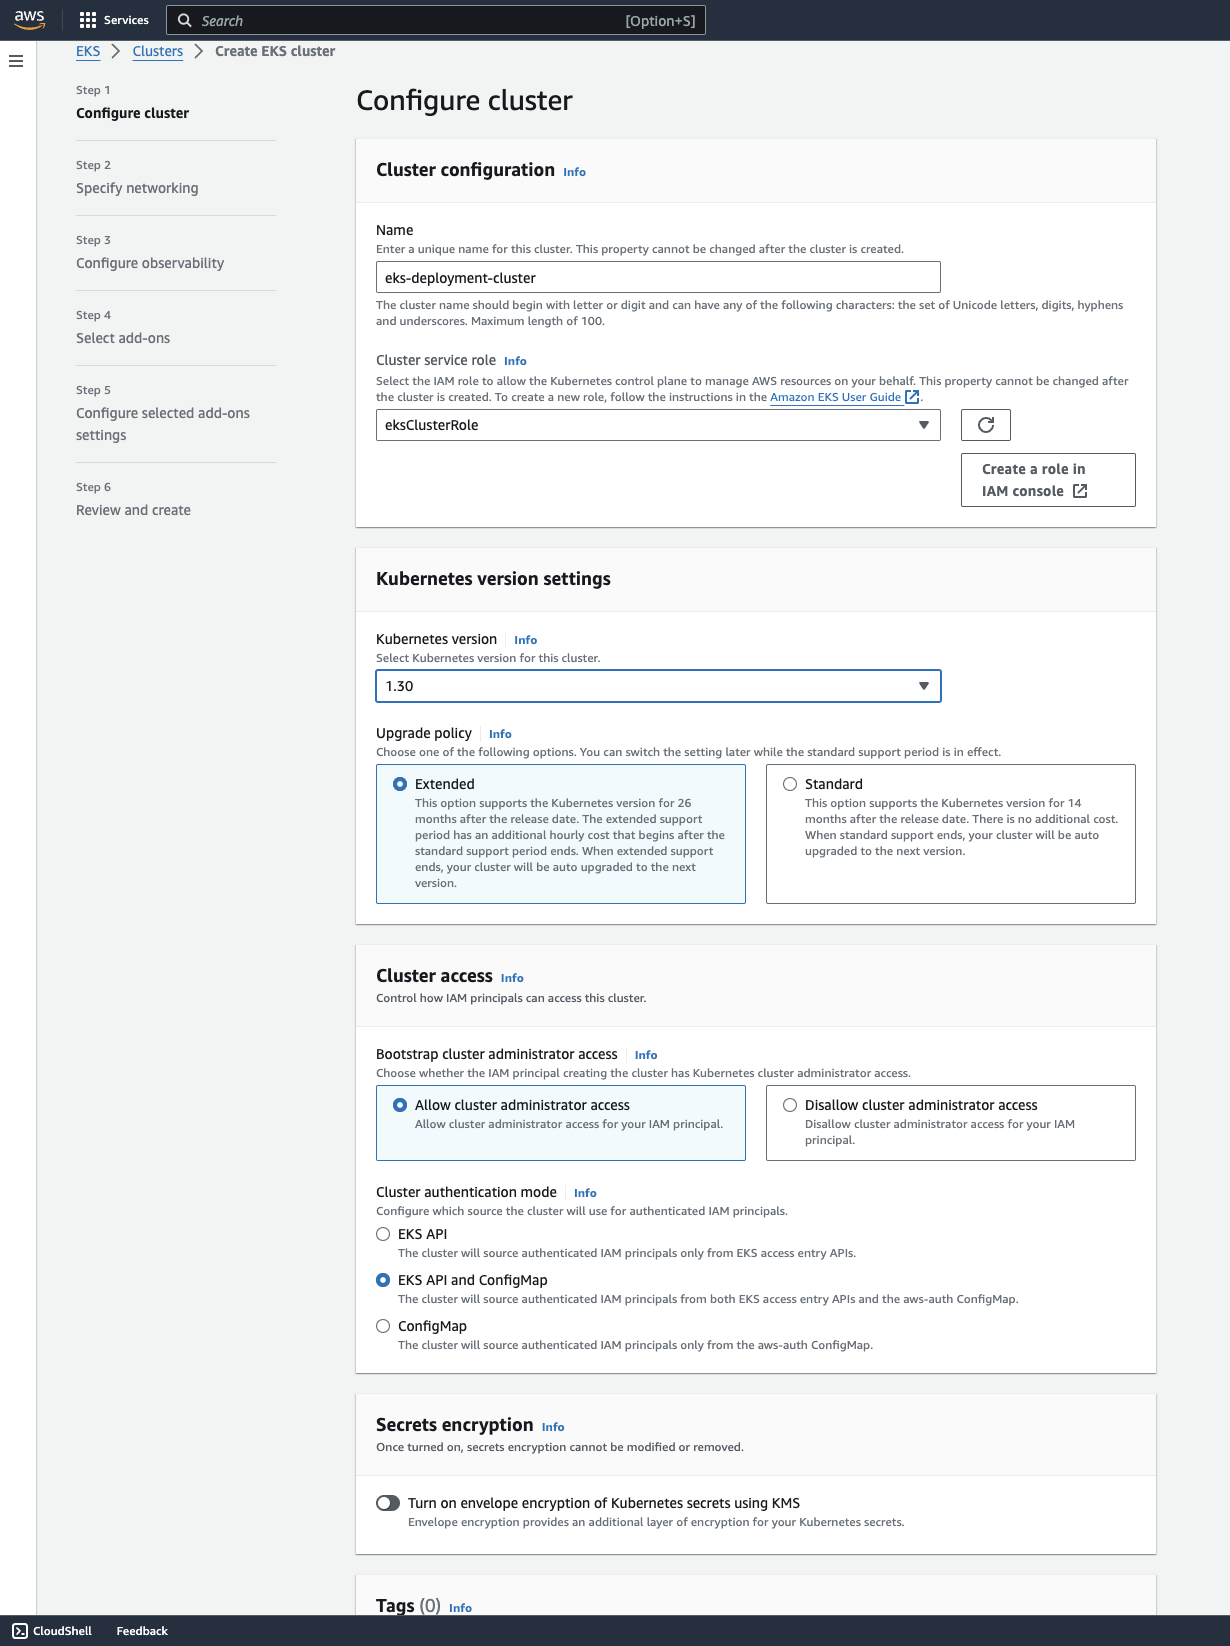 aws
Services
Search
[Option+S]
EKS
Clusters
Create EKS cluster
Step 1
Configure cluster
Step 2
Specify networking
Step 3
Configure observability
Step 4
Select add-ons
Step 5
Configure selected add-ons
settings
Step 6
Review and create
Configure cluster
Cluster configuration Info
Name
Enter a unique name for this cluster. This property cannot be changed after the cluster is created.
eks-deployment-cluster
The cluster name should begin with letter or digit and can have any of the following characters: the set of Unicode letters, digits, hyphens
and underscores. Maximum length of 100.
Cluster service role Info
Select the IAM role to allow the Kubernetes control plane to manage AWS resources on your behalf. This property cannot be changed after
the cluster is created. To create a new role, follow the instructions in the Amazon EKS User Guide.
eksClusterRole
Create a role in
IAM console
Kubernetes version settings
Kubernetes version Info
Select Kubernetes version for this cluster.
1.30
Upgrade policy Info
Choose one of the following options. You can switch the setting later while the standard support period is in effect.
Extended
This option supports the Kubernetes version for 26
months after the release date. The extended support
period has an additional hourly cost that begins after the
standard support period ends. When extended support
ends, your cluster will be auto upgraded to the next
version.
Standard
This option supports the Kubernetes version for 14
months after the release date. There is no additional cost.
When standard support ends, your cluster will be auto
upgraded to the next version.
Cluster access Info
Control how IAM principals can access this cluster.
Bootstrap cluster administrator access Info
Choose whether the IAM principal creating the cluster has Kubernetes cluster administrator access.
Allow cluster administrator access
Allow cluster administrator access for your IAM principal.
Disallow cluster administrator access
Disallow cluster administrator access for your IAM
principal.
Cluster authentication mode Info
Configure which source the cluster will use for authenticated IAM principals.
EKS API
The cluster will source authenticated IAM principals only from EKS access entry APIs.
EKS API and ConfigMap
The cluster will source authenticated IAM principals from both EKS access entry APIs and the aws-auth ConfigMap.
ConfigMap
The cluster will source authenticated IAM principals only from the aws-auth ConfigMap.
Secrets encryption Info
Once turned on, secrets encryption cannot be modified or removed.
Turn on envelope encryption of Kubernetes secrets using KMS
Envelope encryption provides an additional layer of encryption for your Kubernetes secrets.
Tags (0) Info
CloudShell
Feedback